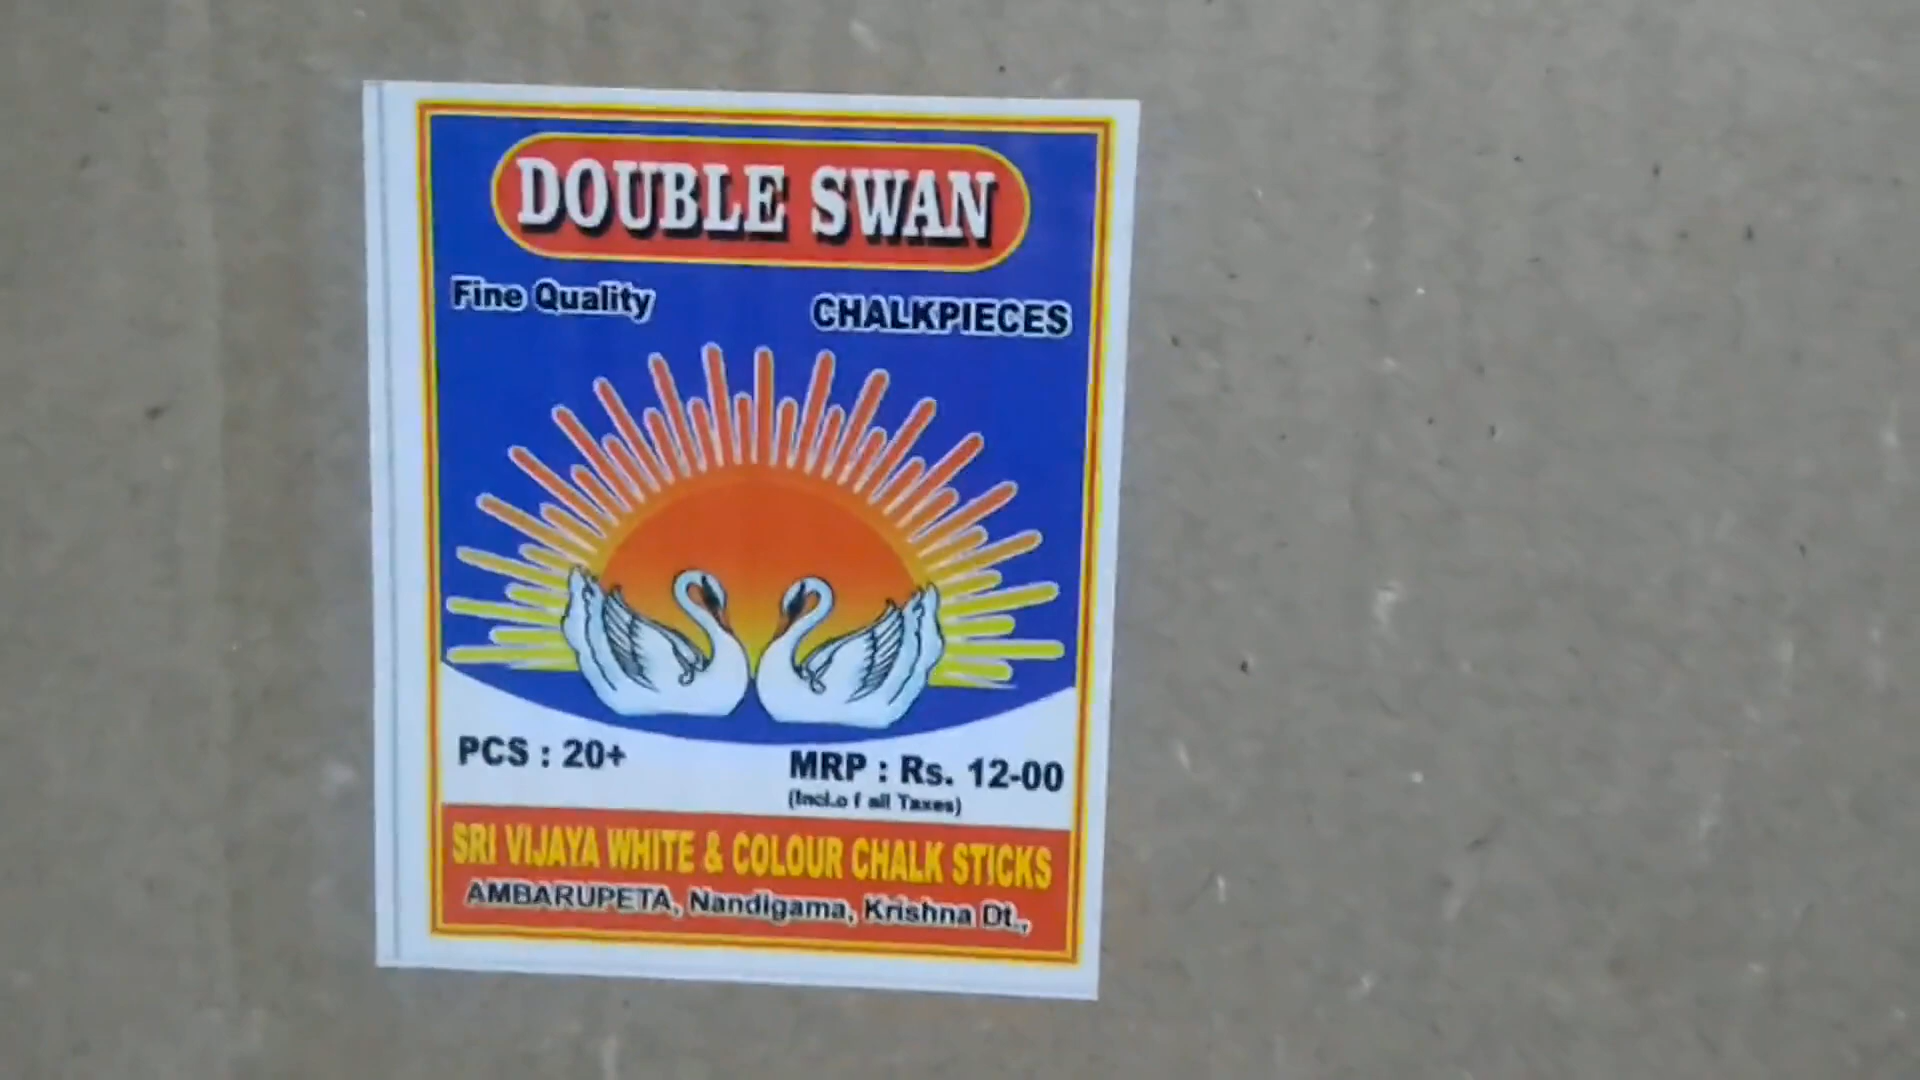 DOUBLE SWAN
Fine Quality
CHALKPIECES
PCS : 20+
MRP : Rs. 12-00
(Incl.o f all Taxes)
SRI VIJAYA WHITE & COLOUR CHALK STICKS
AMBARUPETA, Nandigama, Krishna Dt.,